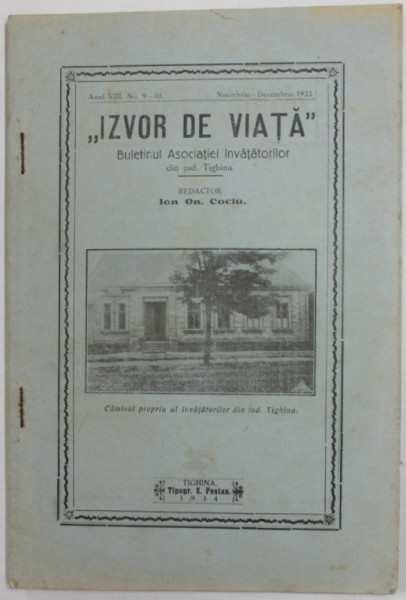 Anul VIII. No. 9—10. Noembrie—Decembrie 1933
„IZVOR DE VIAȚĂ”
Buletinul Asociației Invățătorilor
din jud. Tighina.
REDACTOR:
Ion Gn. Cociu.
Căminul propriu al învățătorilor din jud. Tighina.
TIGHINA.
Tipogr. E. Postan.
1934